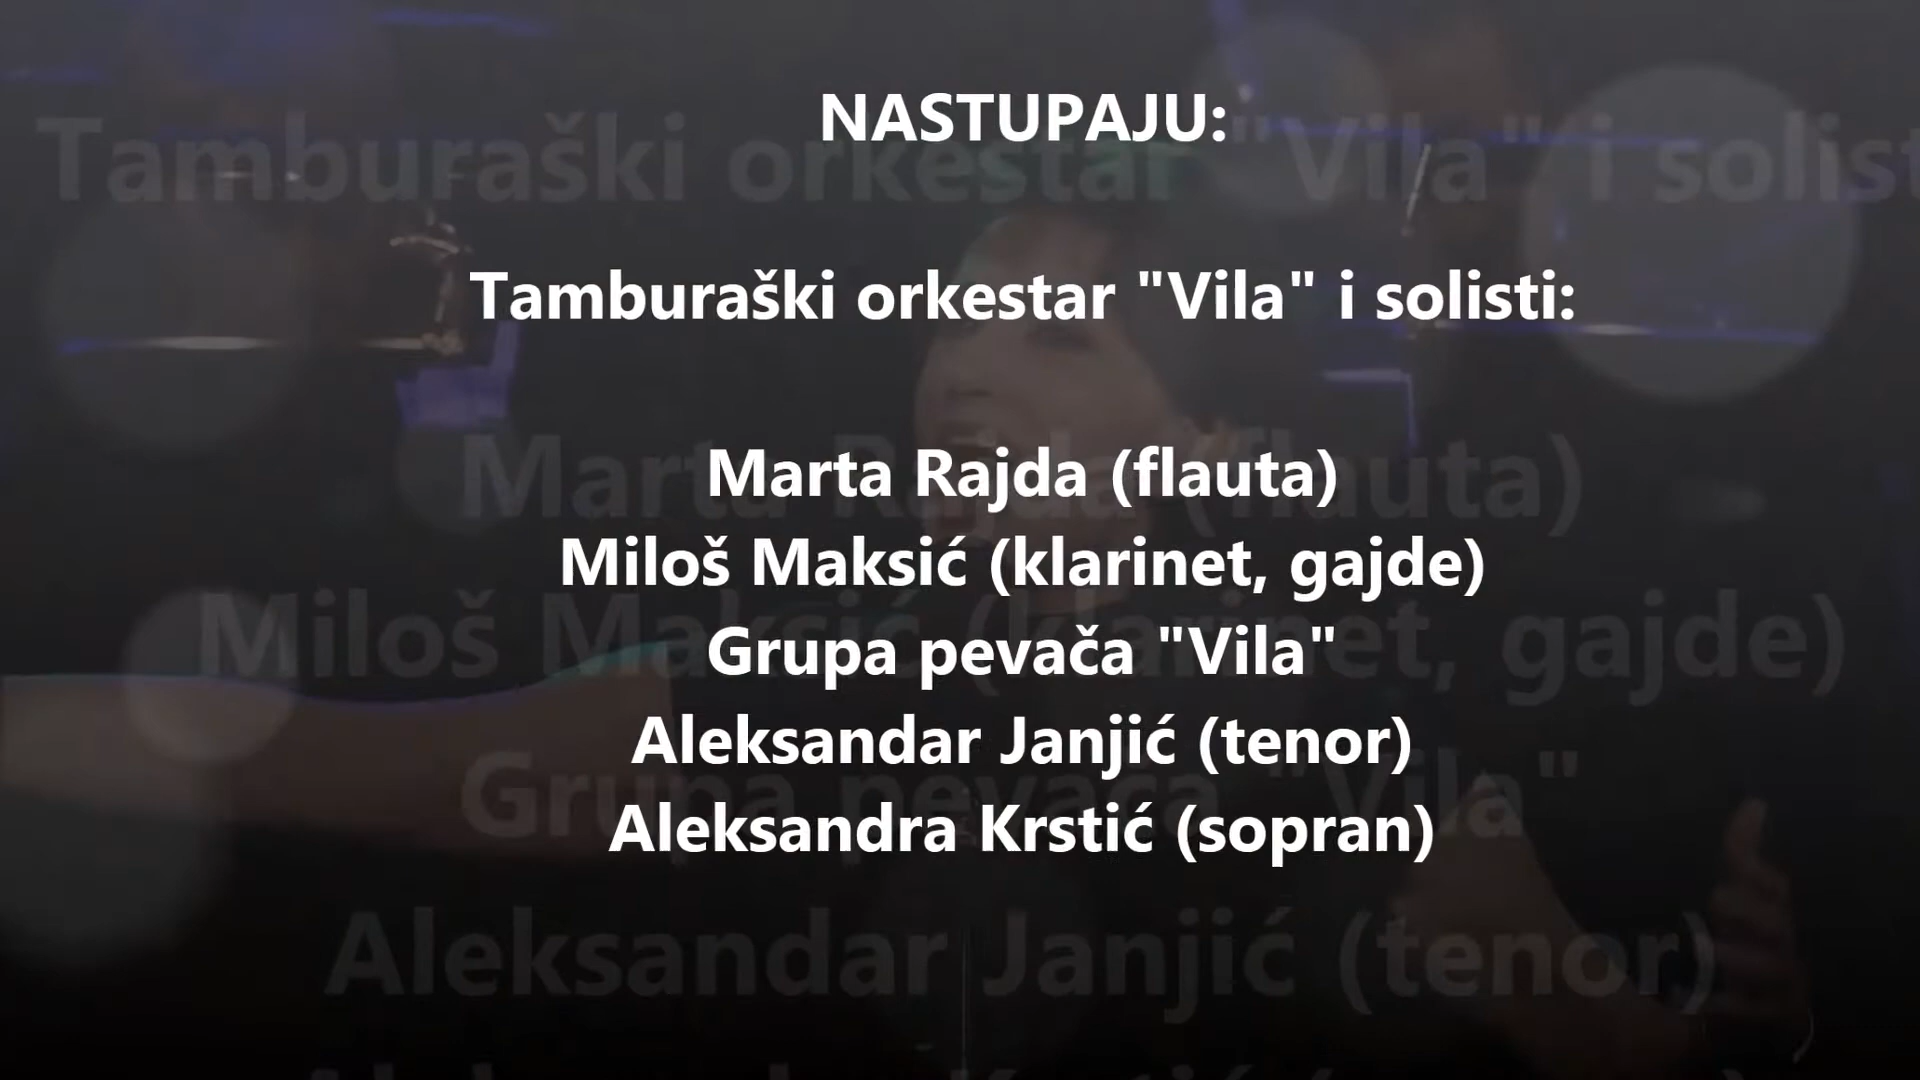 NASTUPAJU:
Tamburaški orkestar "Vila" i solisti:
Marta Rajda (flauta)
Miloš Maksić (klarinet, gajde)
Grupa pevača "Vila"
Aleksandar Janjić (tenor)
Aleksandra Krstić (sopran)